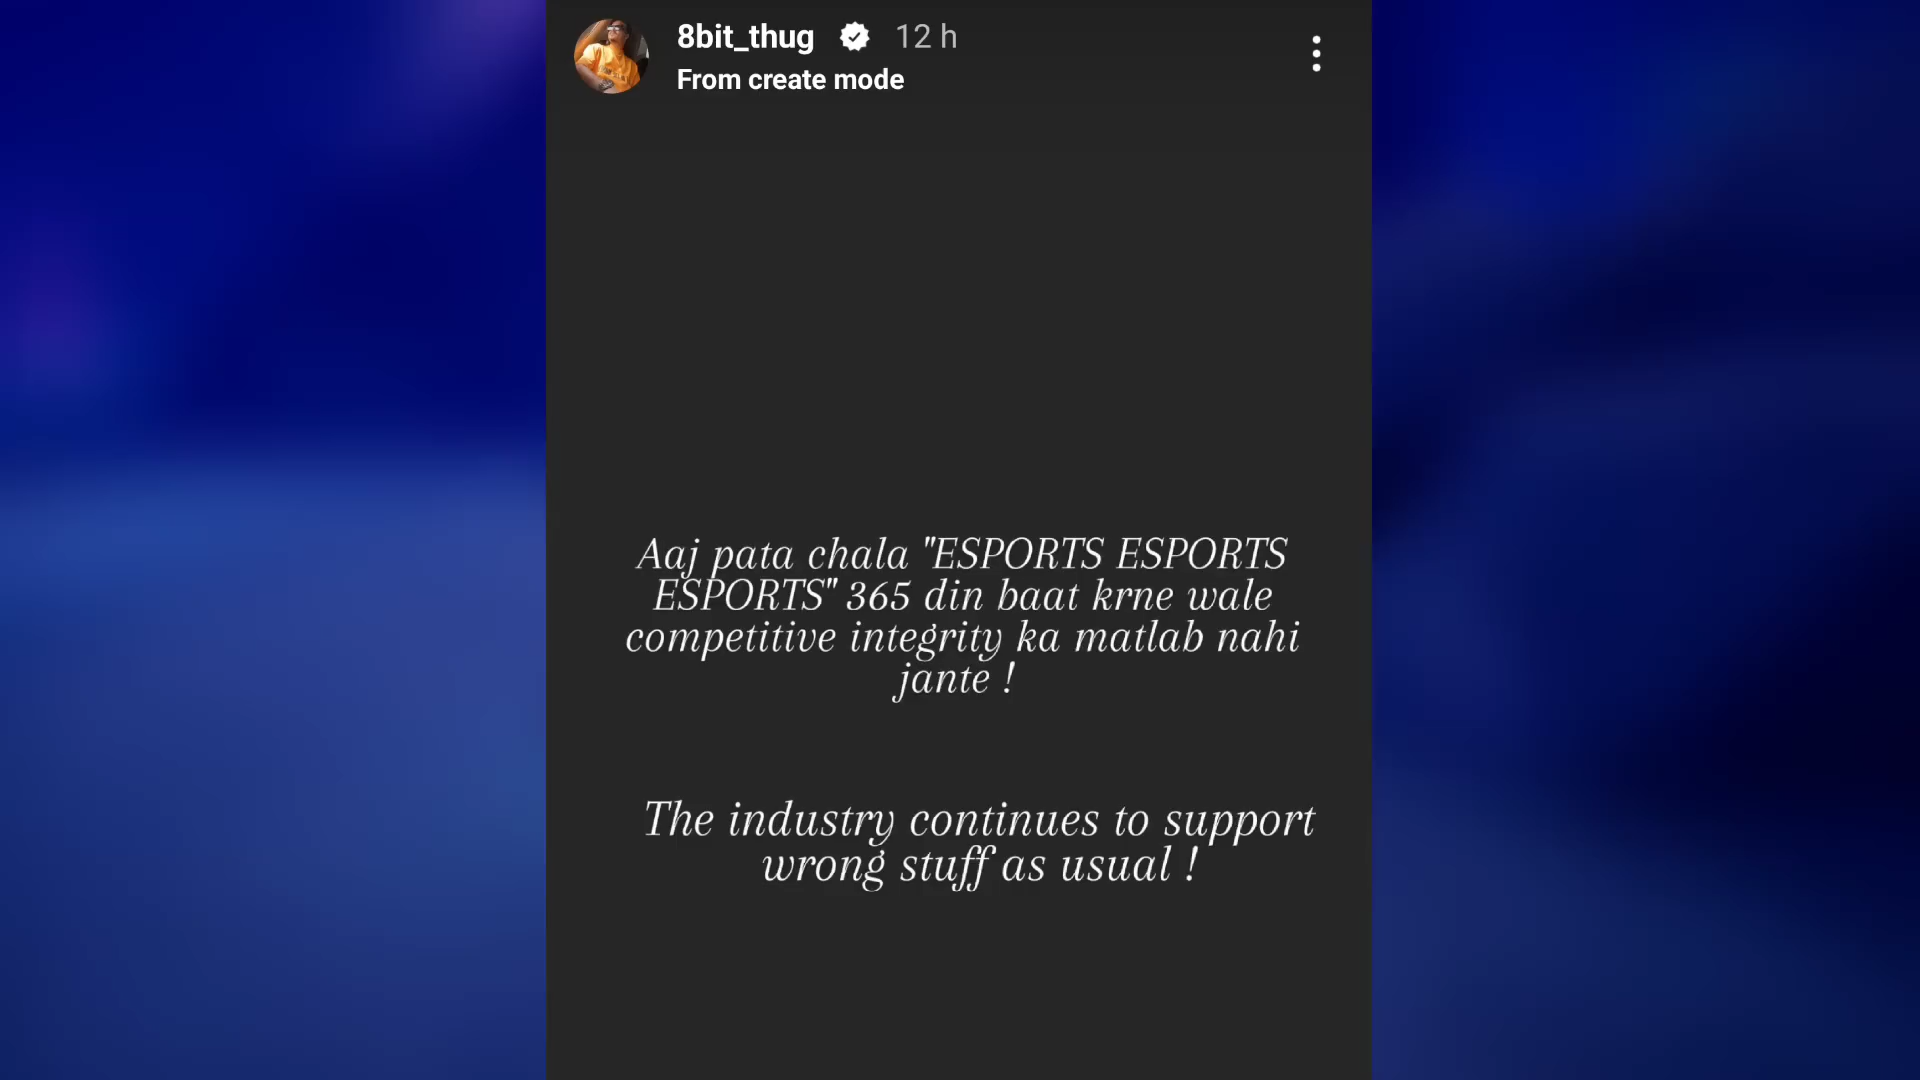 8bit_thug 12 h
From create mode
Aaj pata chala "ESPORTS ESPORTS
ESPORTS" 365 din baat krne wale
competitive integrity ka matlab nahi
jante !
The industry continues to support
wrong stuff as usual !